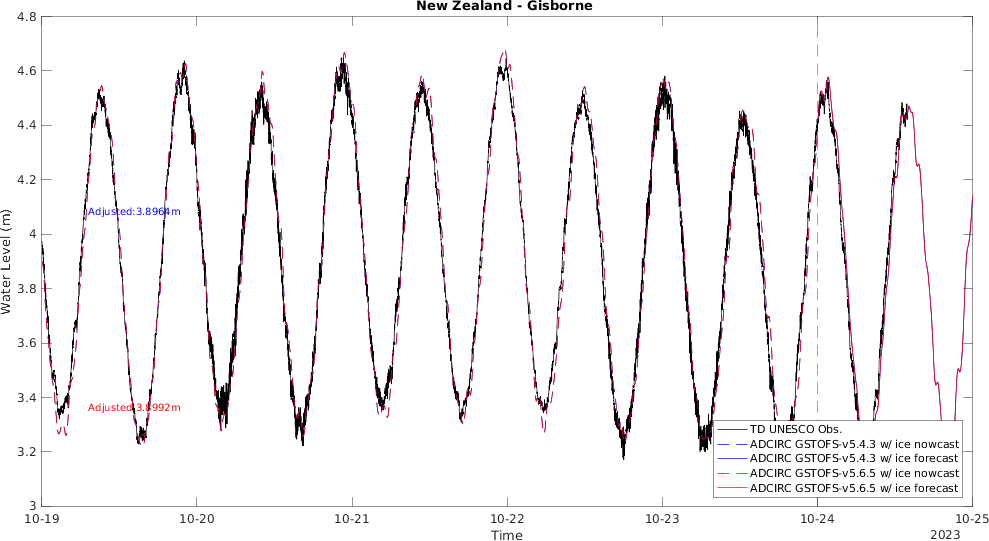 New Zealand - Gisborne
4.8
4.6
4.4
4.2
4
3.8
3.6
3.4
3.2
3
Water Level (m)
Adjusted:3.8964m
Adjusted:3.8992m
TD UNESCO Obs.
ADCIRC GSTOFS-v5.4.3 w/ ice nowcast
ADCIRC GSTOFS-v5.4.3 w/ ice forecast
ADCIRC GSTOFS-v5.6.5 w/ ice nowcast
ADCIRC GSTOFS-v5.6.5 w/ ice forecast
10-19
10-20
10-21
10-22
10-23
10-24
10-25
Time
2023